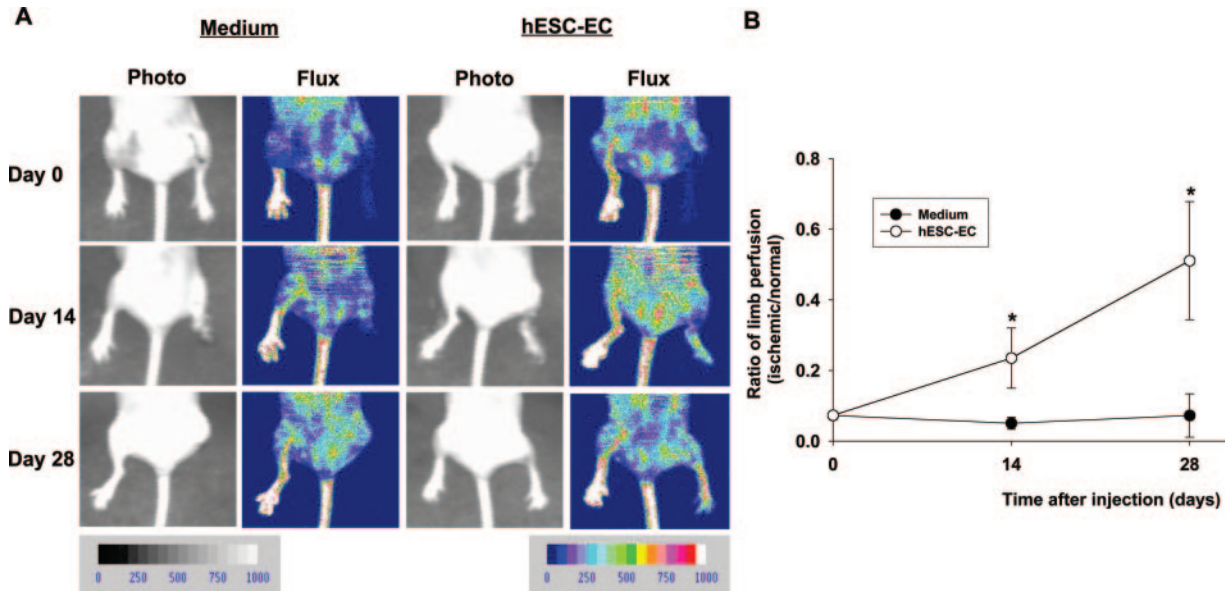 A
Medium hESC-EC
Photo Flux Photo Flux
Day 0
Day 14
Day 28
0 250 500 750 1000
0 250 500 750 1000
B
Ratio of limb perfusion
(ischemic/normal)
0.8
0.6
0.4
0.2
0.0
Medium
hESC-EC
*
*
0 14 28
Time after injection (days)